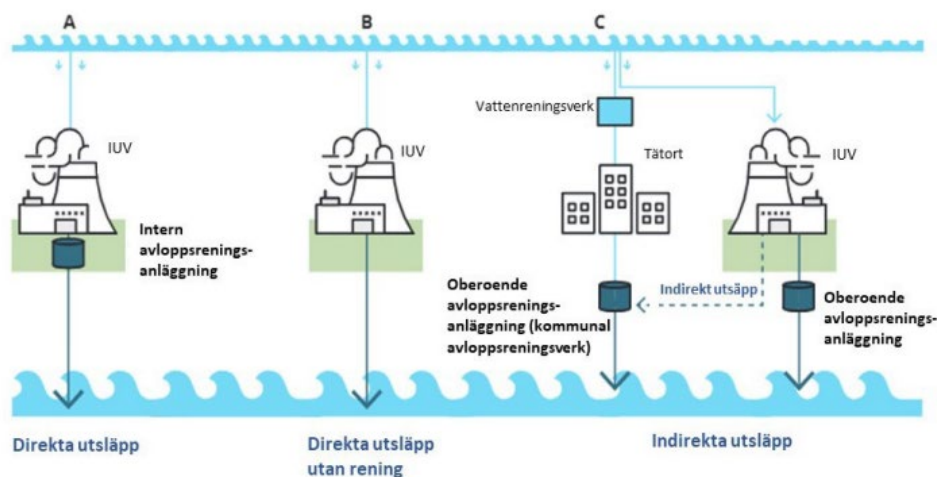 A
B
C
Vattenreningsverk
IUV
IUV
Tätort
IUV
Intern
avloppsrenings-
anläggning
Oberoende
avloppsrenings-
anläggning (kommunal
avloppsreningsverk)
Indirekt utsäpp
Oberoende
avloppsrenings-
anläggning
Direkta utsläpp
Direkta utsläpp
utan rening
Indirekta utsläpp